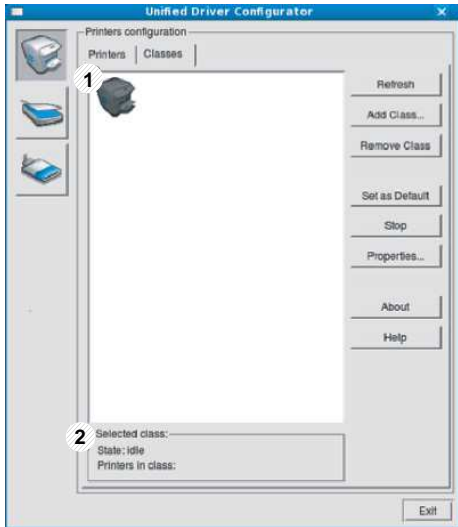 Unified Driver Configurator
Printers configuration
Printers Classes
1
Refresh
Add Class...
Remove Class
Set as Default
Stop
Properties...
About
Help
2 Selected class:
State: idle
Printers in class:
Exit